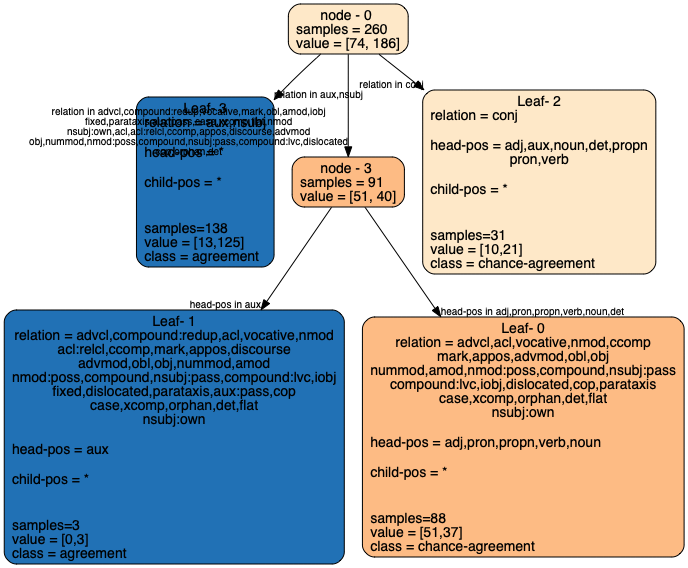 node - 0
samples = 260
value = [74, 186]
relation in aux,nsubj
relation in conj
Leaf- 3
relation in advcl,compound:redup,vocative,mark,obl,amod,iobj
relation = aux,nsubj
nsubj:own,acl,acl:relcl,ccomp,appos,discourse,advmod
obj,nummod,nmod:poss,compound,nsubj:pass,compound:lvc,dislocated
head-pos = *
child-pos = *
samples=138
value = [13,125]
class = agreement
Leaf- 2
relation = conj
head-pos = adj,aux,noun,det,propn
pron,verb
child-pos = *
samples=31
value = [10,21]
class = chance-agreement
node - 3
samples = 91
value = [51, 40]
head-pos in aux
head-pos in adj,pron,propn,verb,noun,det
Leaf- 1
relation = advcl,compound:redup,acl,vocative,nmod
acl:relcl,ccomp,mark,appos,discourse
advmod,obl,obj,nummod,amod
nmod:poss,compound,nsubj:pass,compound:lvc,iobj
fixed,dislocated,parataxis,aux:pass,cop
case,xcomp,orphan,det,flat
nsubj:own
head-pos = aux
child-pos = *
samples=3
value = [0,3]
class = agreement
Leaf- 0
relation = advcl,acl,vocative,nmod,ccomp
mark,appos,advmod,obl,obj
nummod,amod,nmod:poss,compound,nsubj:pass
compound:lvc,iobj,dislocated,cop,parataxis
case,xcomp,orphan,det,flat
nsubj:own
head-pos = adj,pron,propn,verb,noun
child-pos = *
samples=88
value = [51,37]
class = chance-agreement